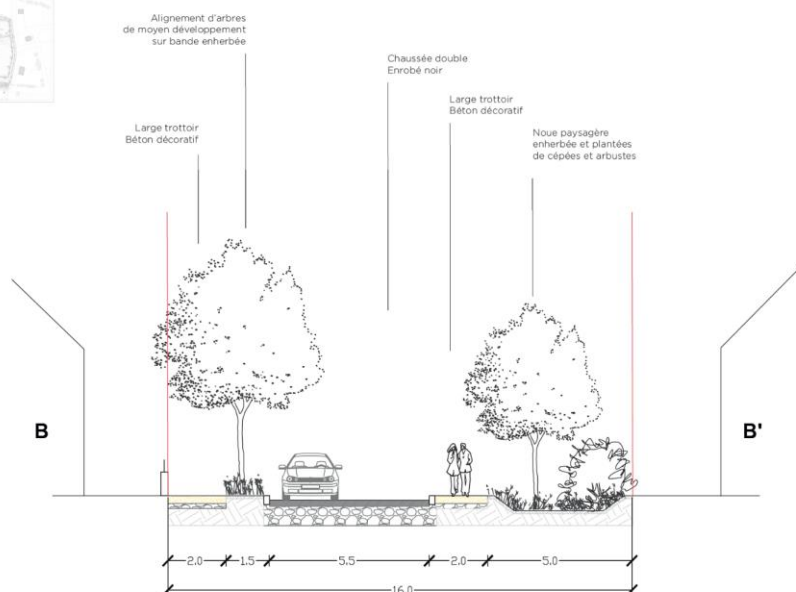 Alignement d'arbres
de moyen développement
sur bande enherbée
Chaussée double
Enrobé noir
Large trottoir
Béton décoratif
Large trottoir
Béton décoratif
Noue paysagère
enherbée et plantées
de cépées et arbustes
B
B'
2.0
1.5
5.5
2.0
5.0
16.0